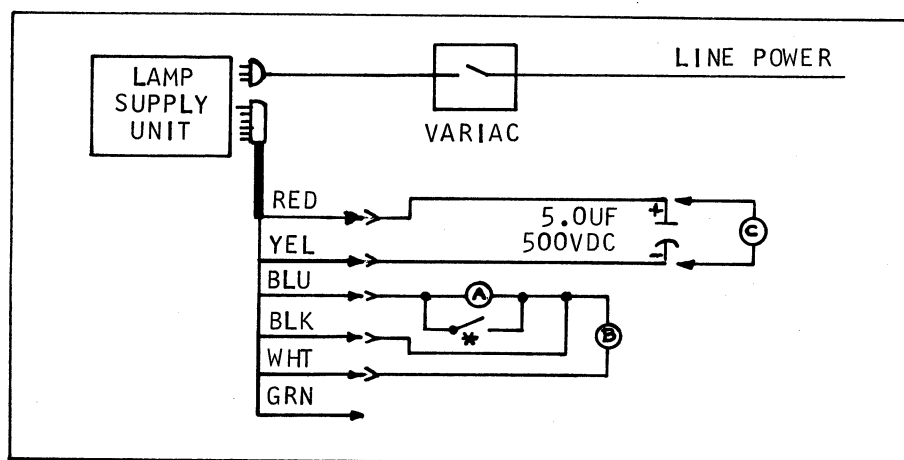 LAMP
SUPPLY
UNIT
LINE POWER
VARIAC
RED
5.0UF
500VDC
+
-
C
YEL
BLU
A
BLK
*
B
WHT
GRN